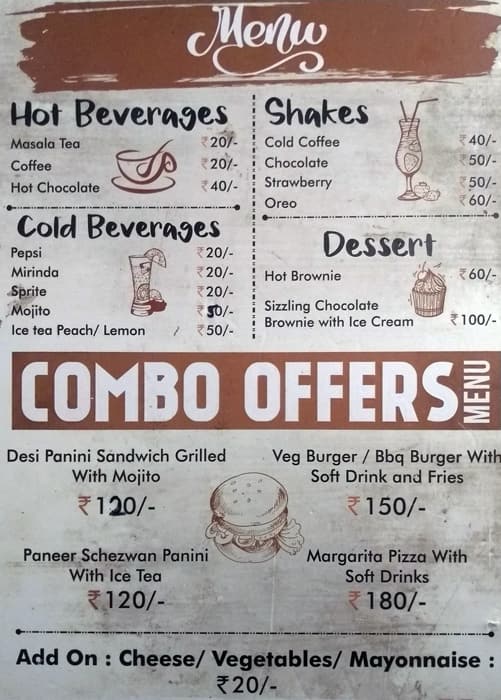 Menu
Hot Beverages
Masala Tea ₹20/-
Coffee ₹20/-
Hot Chocolate ₹40/-
Cold Beverages
Pepsi ₹20/-
Mirinda ₹20/-
Sprite ₹20/-
Mojito ₹50/-
Ice tea Peach/ Lemon ₹50/-
Shakes
Cold Coffee ₹40/-
Chocolate ₹50/-
Strawberry ₹50/-
Oreo ₹60/-
Dessert
Hot Brownie ₹60/-
Sizzling Chocolate
Brownie with Ice Cream ₹100/-
COMBO OFFERS MENU
Desi Panini Sandwich Grilled
With Mojito
₹120/-
Veg Burger / Bbq Burger With
Soft Drink and Fries
₹150/-
Paneer Schezwan Panini
With Ice Tea
₹120/-
Margarita Pizza With
Soft Drinks
₹180/-
Add On : Cheese/ Vegetables/ Mayonnaise :
₹20/-